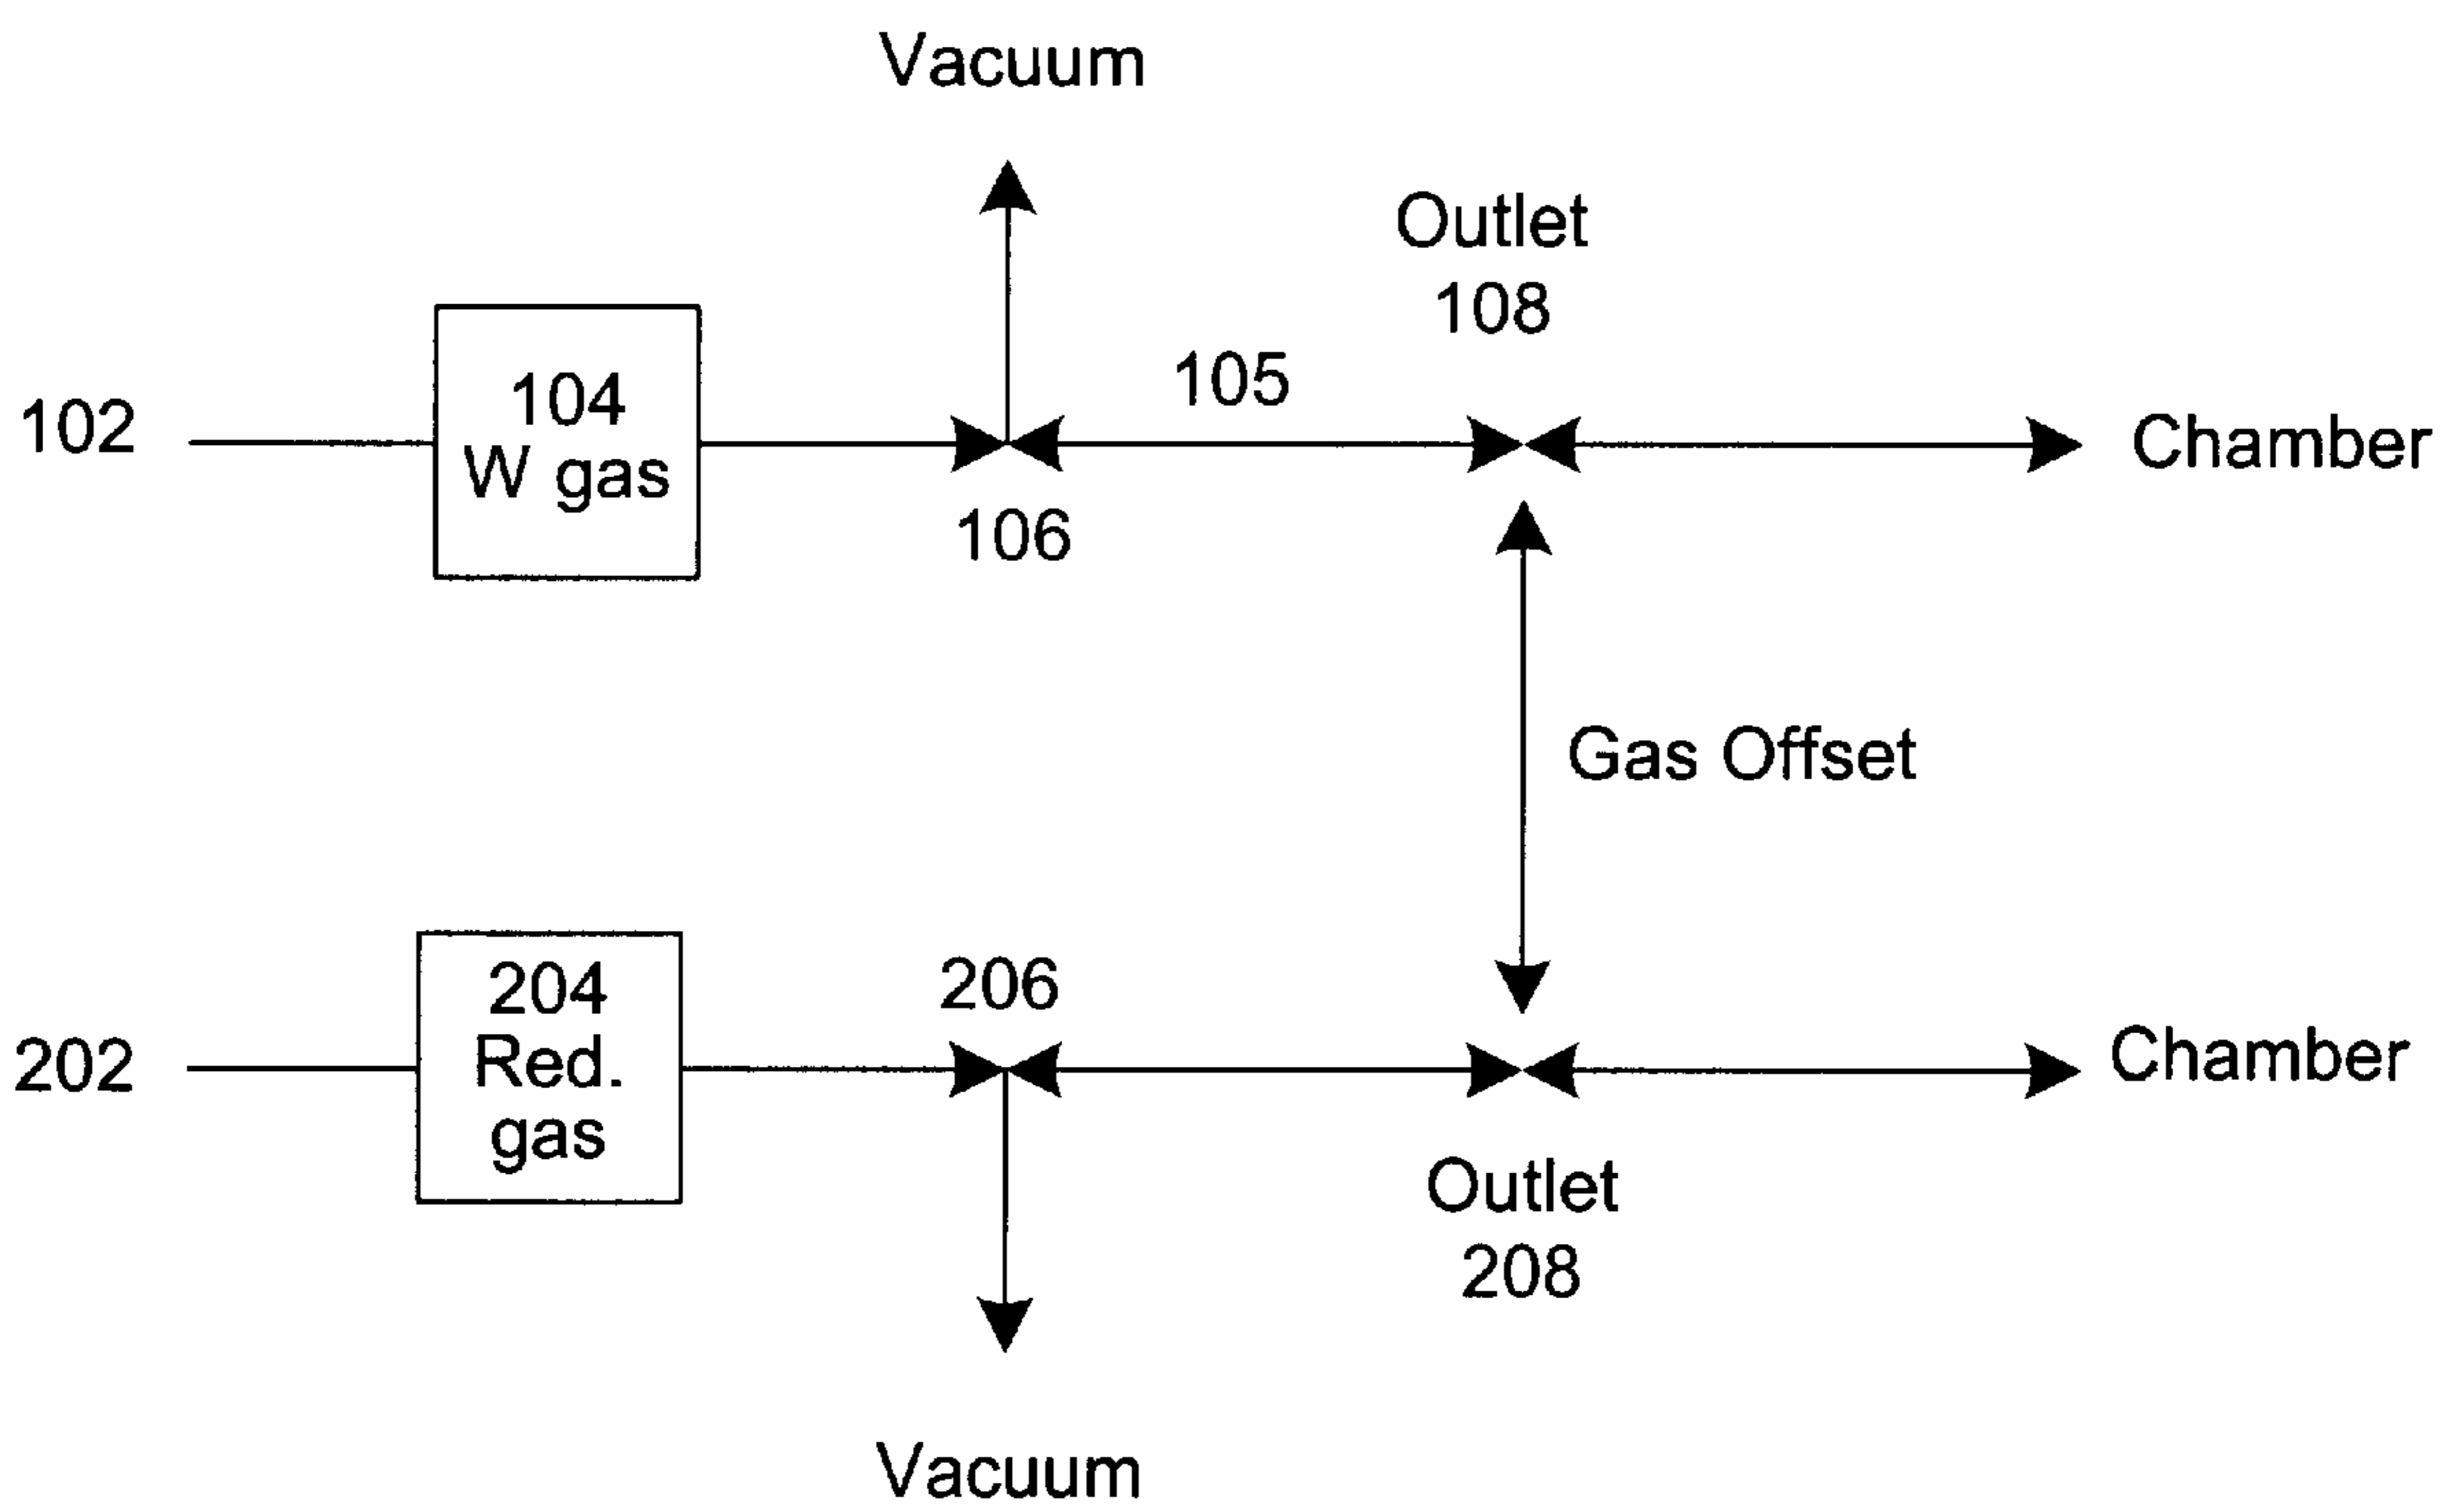 Vacuum
Outlet
108
105
102
104
W gas
Chamber
106
Gas Offset
206
204
Red.
gas
202
Chamber
Outlet
208
Vacuum